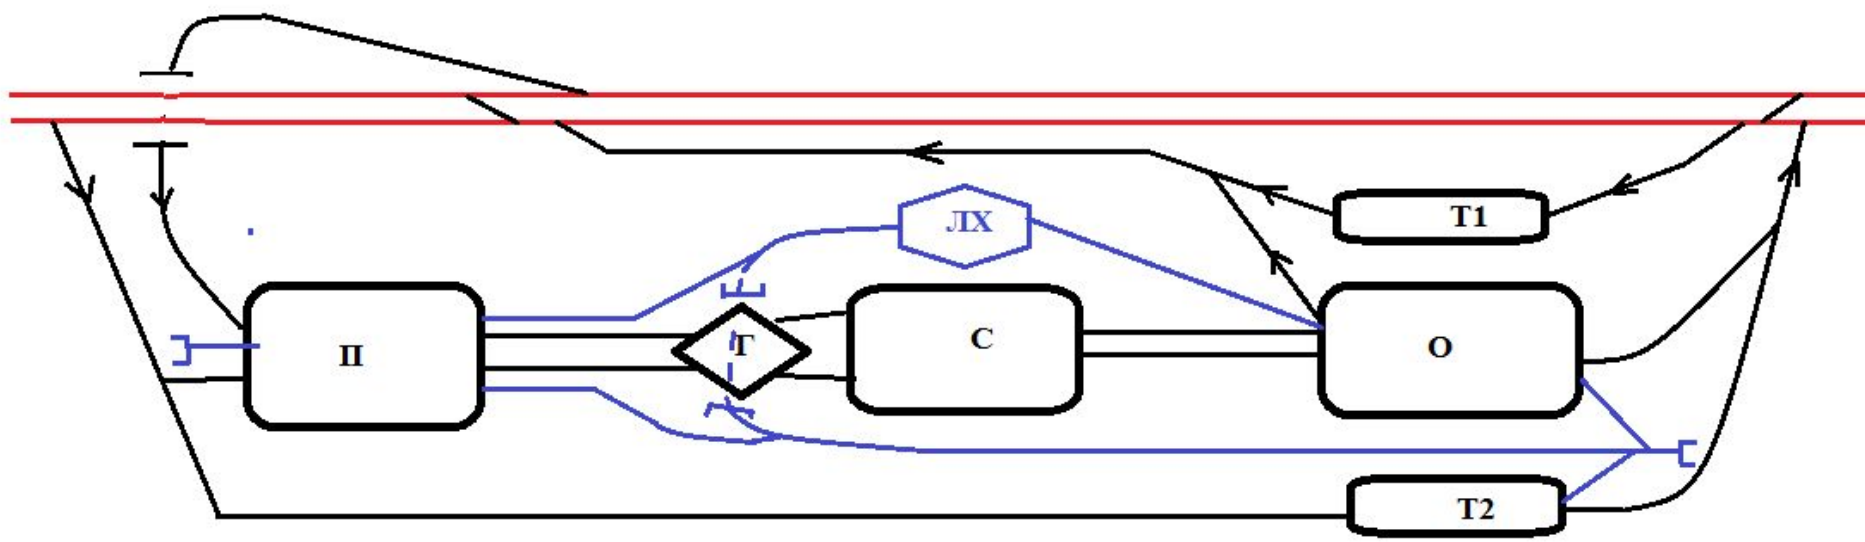 ЛХ
Т1
П
Г
С
О
Т2